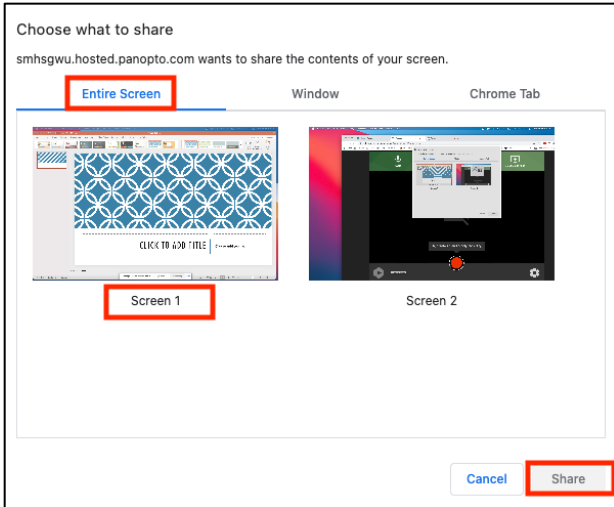 Choose what to share
smhsgwu.hosted.panopto.com wants to share the contents of your screen.
Entire Screen Window Chrome Tab
CLICK TO ADD TITLE
Screen 1 Screen 2
Cancel Share